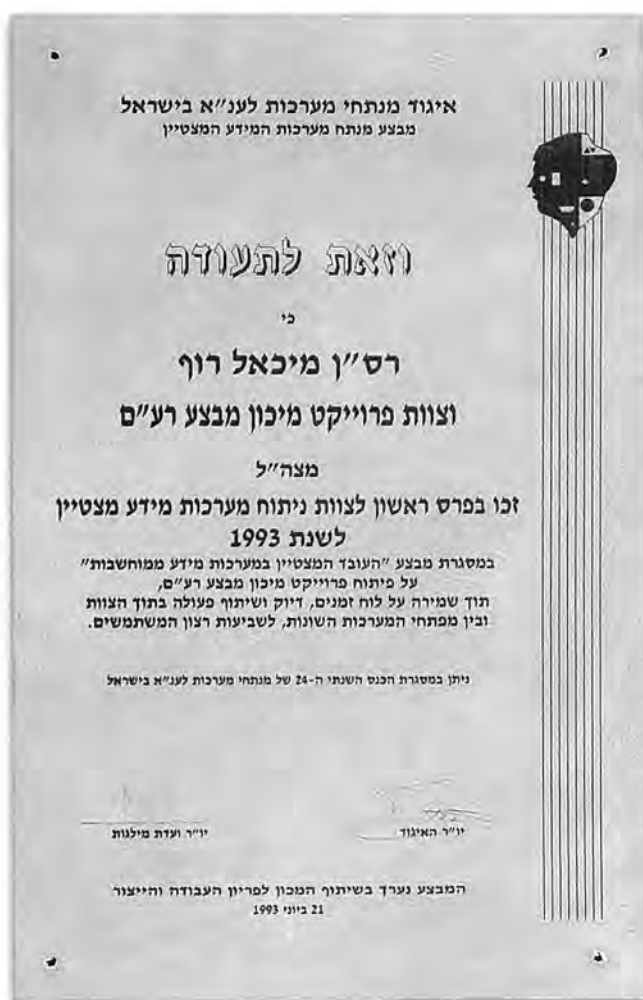 איגוד מנתחי מערכות לענ"א בישראל
מבצע מנתח מערכות המידע המצטיין
וזאת לתעודה
כי
רס"ן מיכאל רוף
וצוות פרוייקט מיכון מבצע רע"ם
מצה"ל
זכו בפרס ראשון לצוות ניתוח מערכות מידע מצטיין
לשנת 1993
במסגרת מבצע "העובד המצטיין במערכות מידע ממוחשבות"
על פיתוח פרוייקט מיכון מבצע רע"ם,
תוך שמירה על לוח זמנים, דיוק ושיתוף פעולה בתוך הצוות
ובין מפתחי המערכות השונות, לשביעות רצון המשתמשים.
ניתן במסגרת הכנס השנתי ה-24 של מנתחי מערכות לענ"א בישראל
יו"ר האיגוד
יו"ר ועדת מילגות
המבצע נערך בשיתוף המכון לפריון העבודה והייצור
21 ביוני 1993